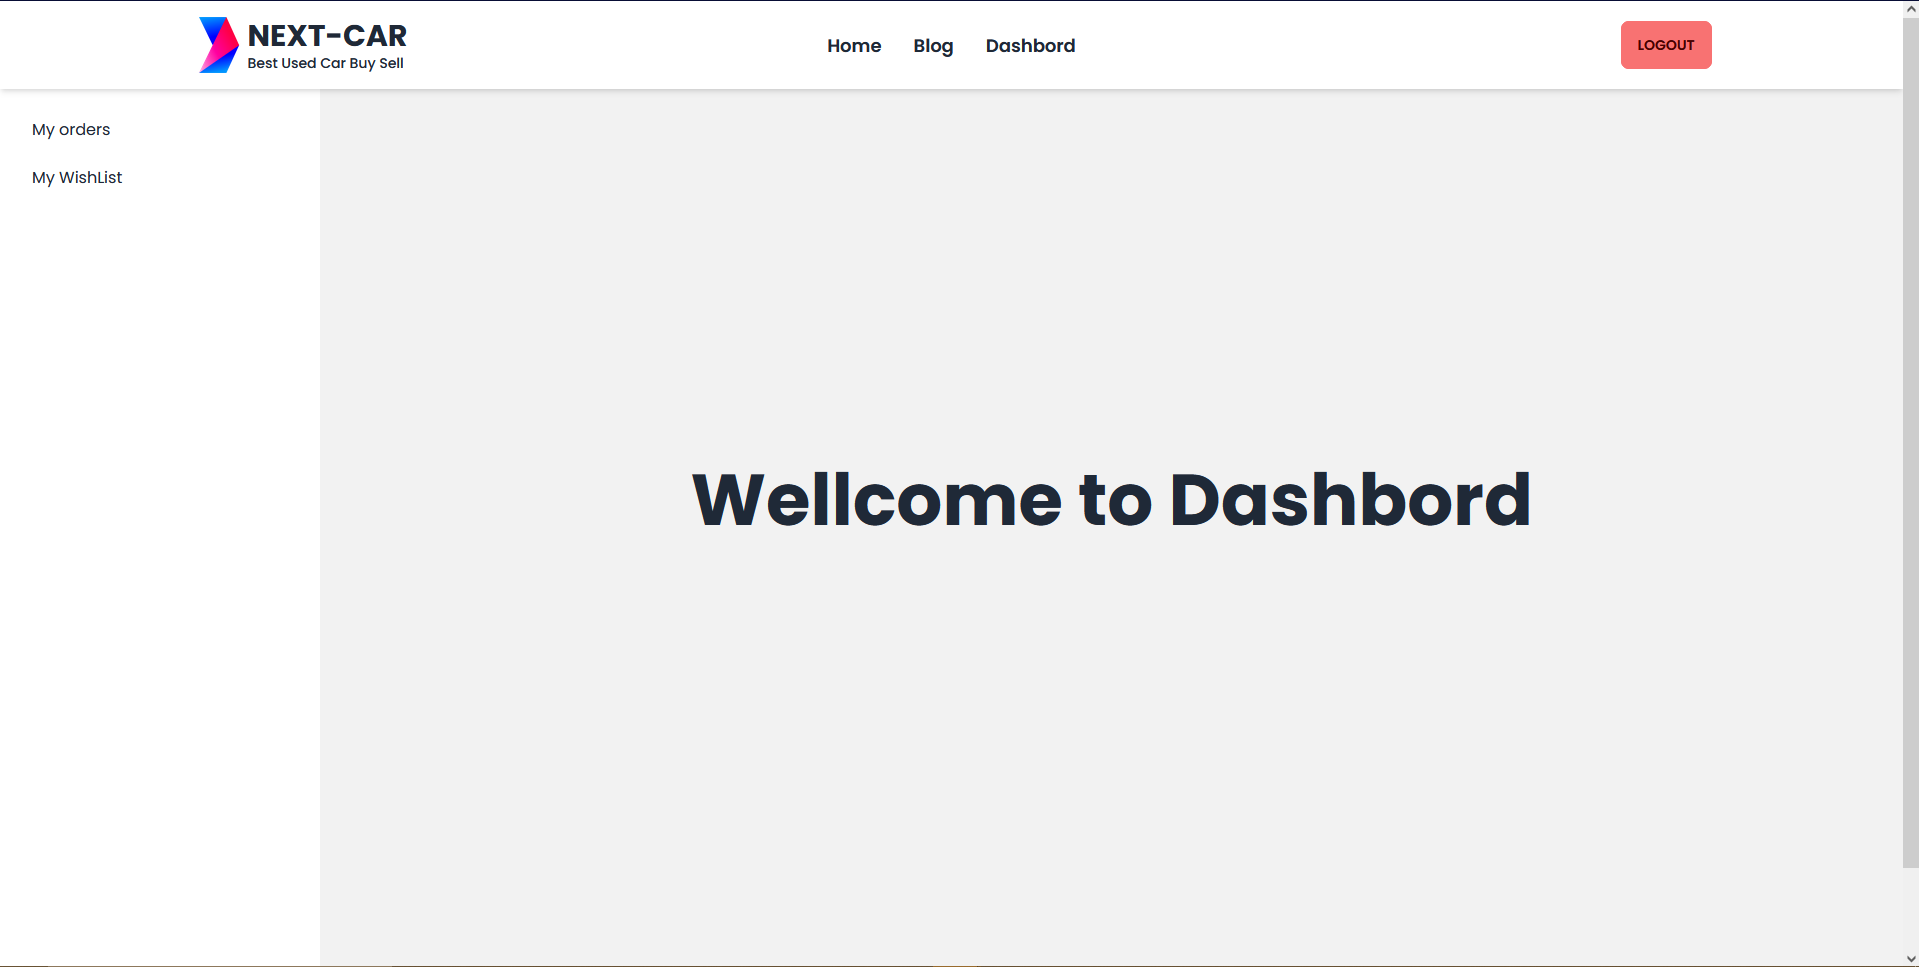 NEXT-CAR
Best Used Car Buy Sell
Home Blog Dashbord
LOGOUT
My orders
My WishList
Wellcome to Dashbord